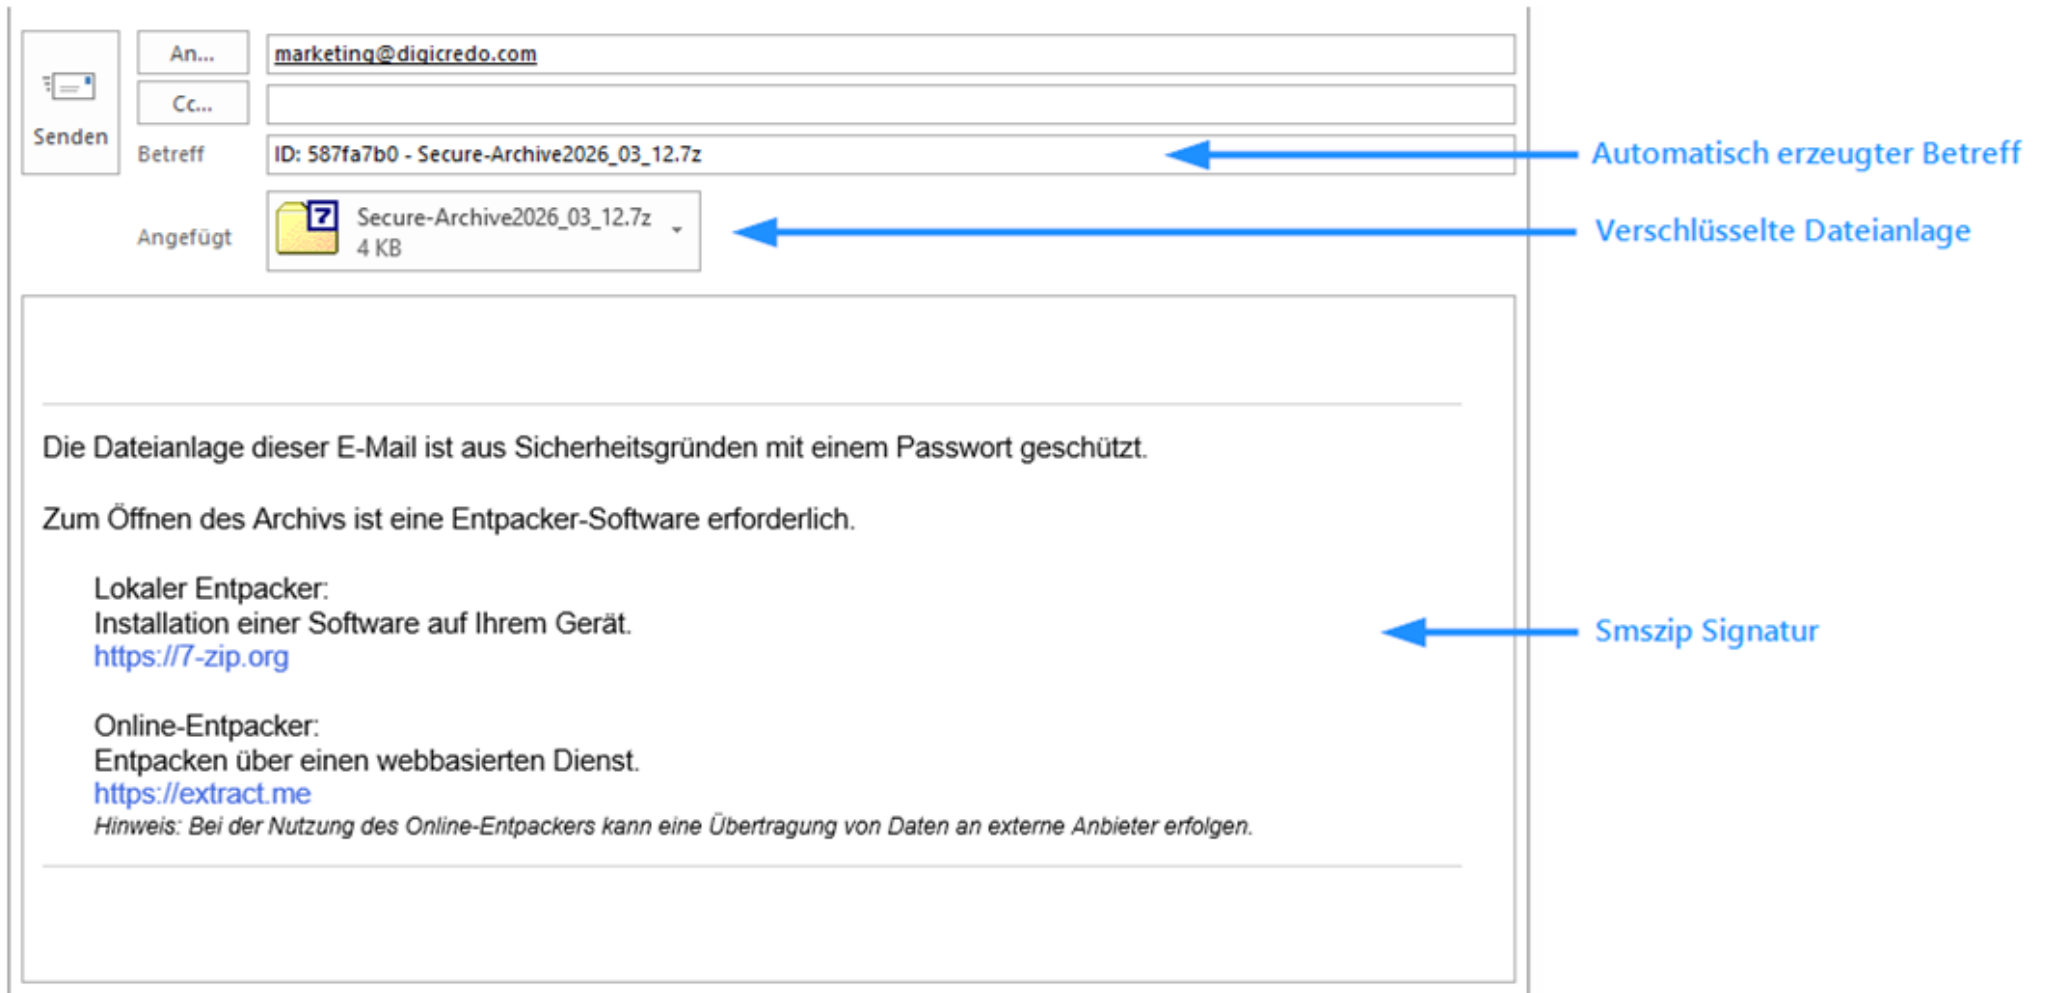 An...
marketing@digicredo.com
Cc...
Senden
Betreff
ID: 587fa7b0 - Secure-Archive2026_03_12.7z
Automatisch erzeugter Betreff
Angefügt
7
Secure-Archive2026_03_12.7z
4 KB
Verschlüsselte Dateianlage
Die Dateianlage dieser E-Mail ist aus Sicherheitsgründen mit einem Passwort geschützt.
Zum Öffnen des Archivs ist eine Entpacker-Software erforderlich.
Lokaler Entpacker:
Installation einer Software auf Ihrem Gerät.
https://7-zip.org
Smszip Signatur
Online-Entpacker:
Entpacken über einen webbasierten Dienst.
https://extract.me
Hinweis: Bei der Nutzung des Online-Entpackers kann eine Übertragung von Daten an externe Anbieter erfolgen.